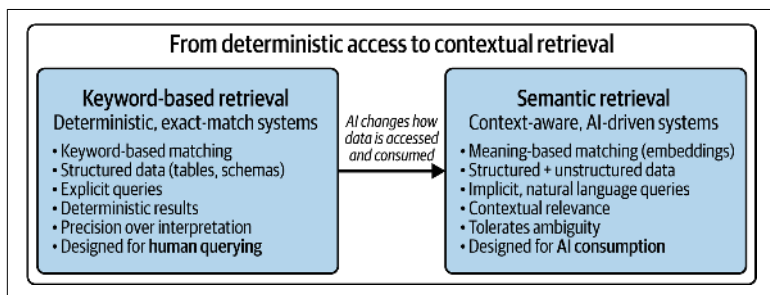 From deterministic access to contextual retrieval
Keyword-based retrieval
Deterministic, exact-match systems
• Keyword-based matching
• Structured data (tables, schemas)
• Explicit queries
• Deterministic results
• Precision over interpretation
• Designed for human querying
AI changes how
data is accessed
and consumed
Semantic retrieval
Context-aware, AI-driven systems
• Meaning-based matching (embeddings)
• Structured + unstructured data
• Implicit, natural language queries
• Contextual relevance
• Tolerates ambiguity
• Designed for AI consumption